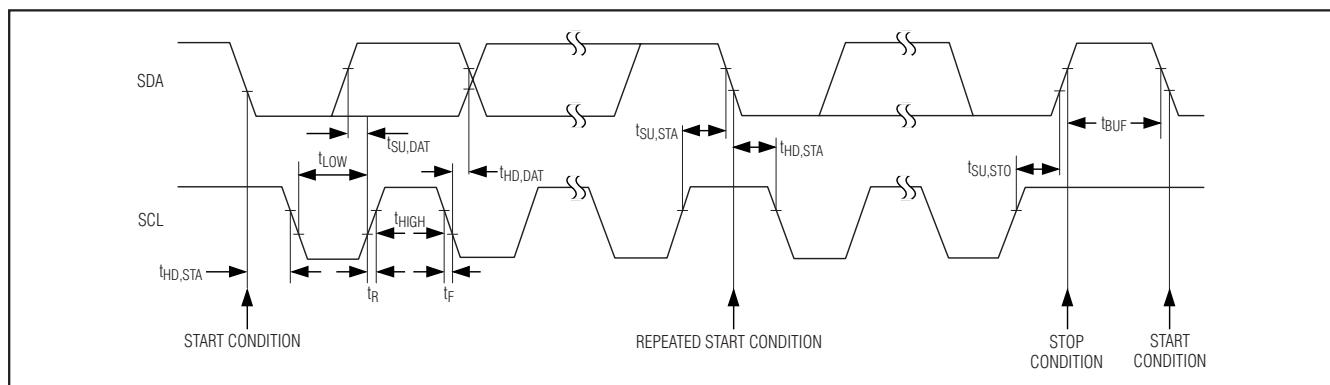 SDA
tSU,DAT
tLOW
tHD,DAT
tSU,STA
tHD,STA
tBUF
tSU,STO
SCL
tHIGH
tHD,STA
tR
tF
START CONDITION
REPEATED START CONDITION
STOP
CONDITION
START
CONDITION